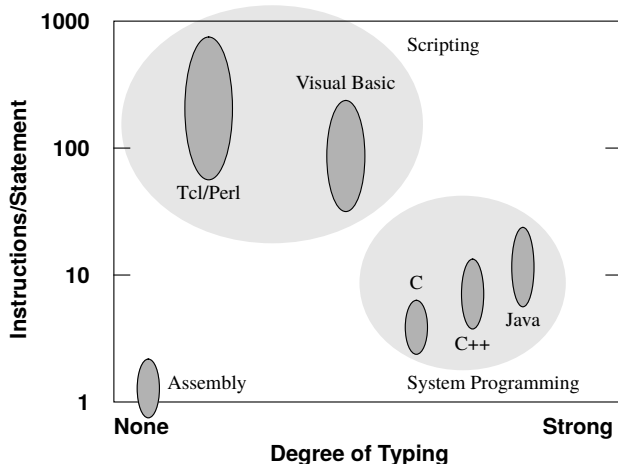 1000
Scripting
Visual Basic
100
Tcl/Perl
Instructions/Statement
10
C
C++
Java
Assembly
System Programming
1
None
Strong
Degree of Typing